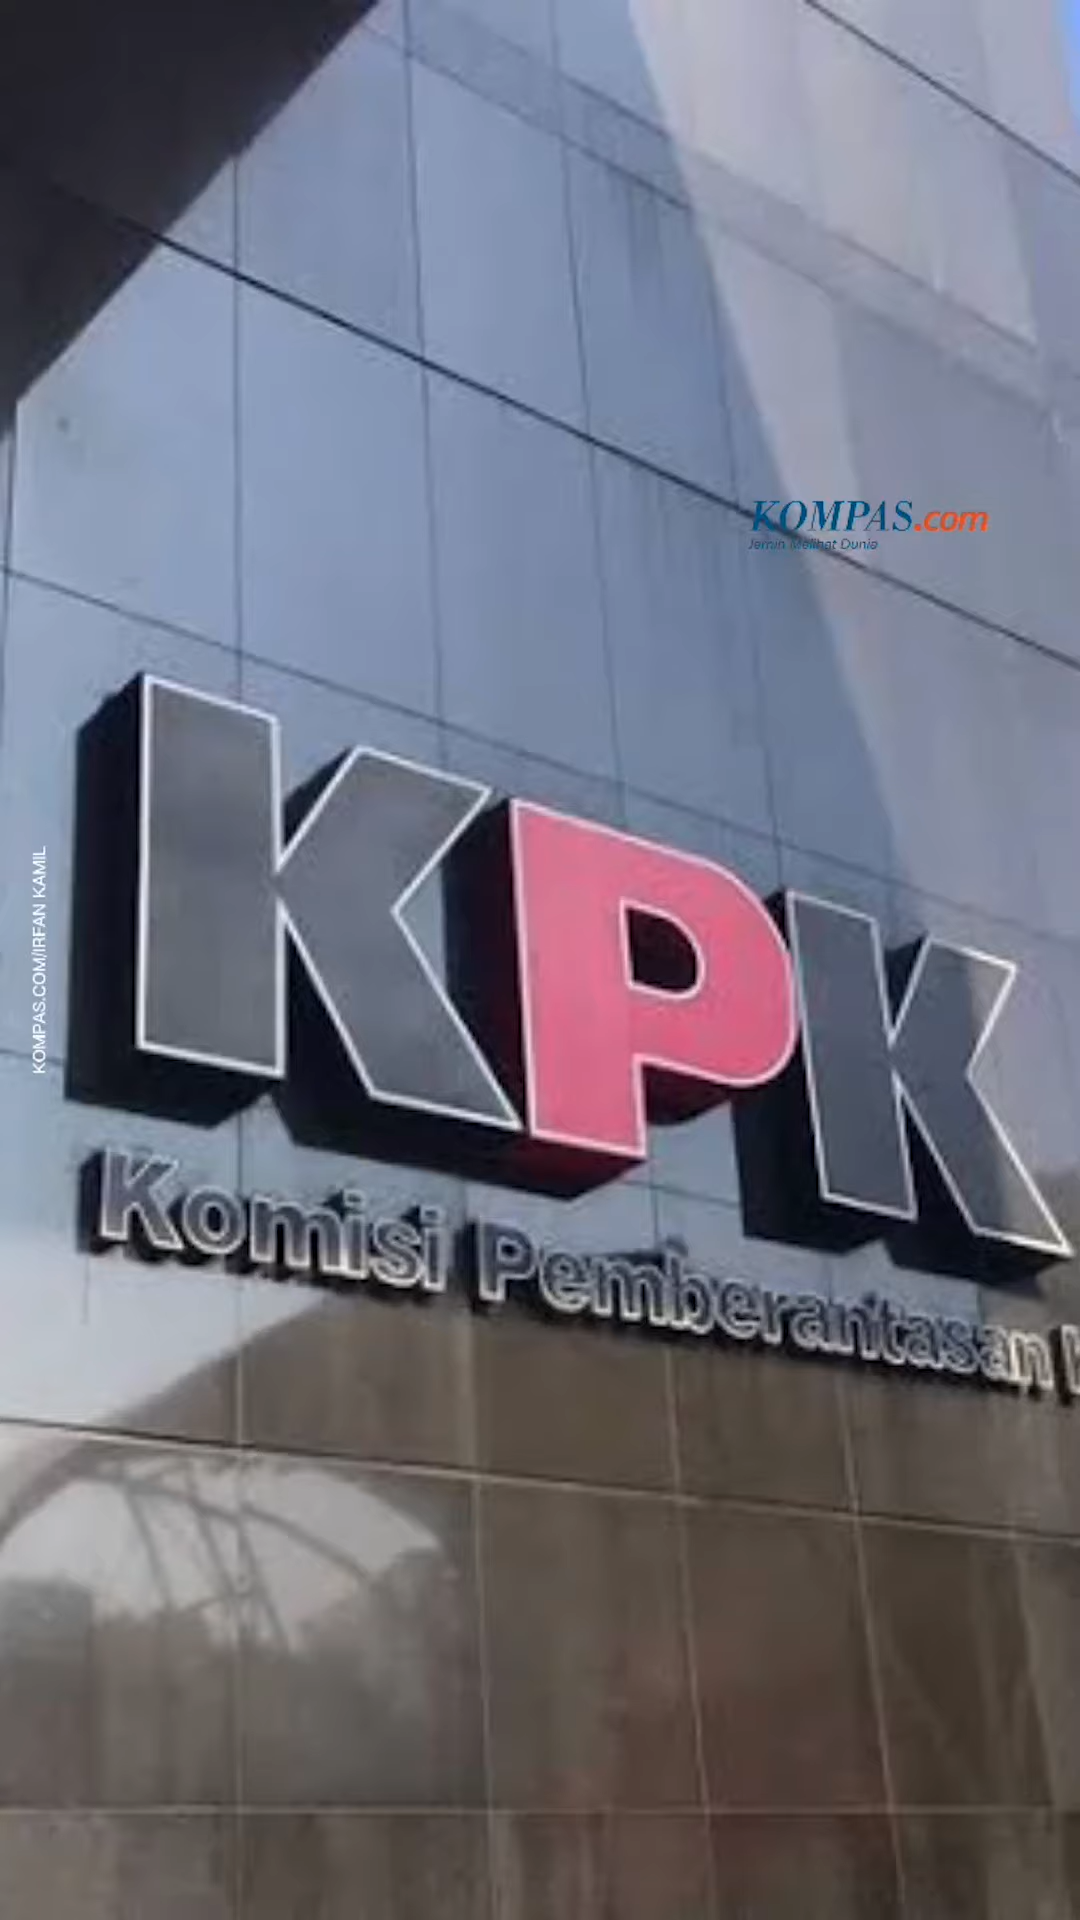 KOMPAS.com
Jernih Melihat Dunia
KPK
Komisi Pemberantasan
KOMPAS.COM/IRFAN KAMIL